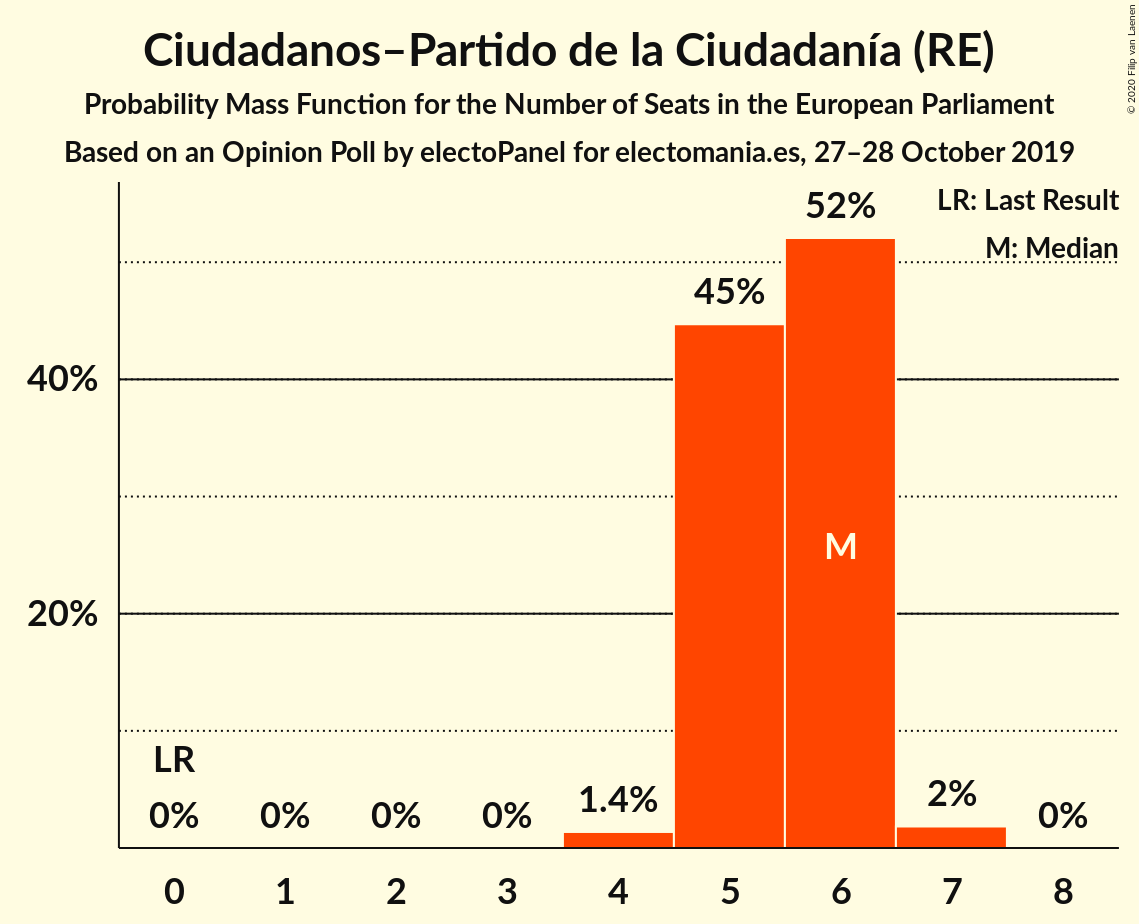 Ciudadanos–Partido de la Ciudadanía (RE)
Probability Mass Function for the Number of Seats in the European Parliament
Based on an Opinion Poll by electoPanel for electomania.es, 27–28 October 2019
© 2020 Filip van Laenen
LR: Last Result
M: Median
52%
45%
40%
M
20%
LR
0%
0%
0%
0%
1.4%
2%
0%
0
1
2
3
4
5
6
7
8